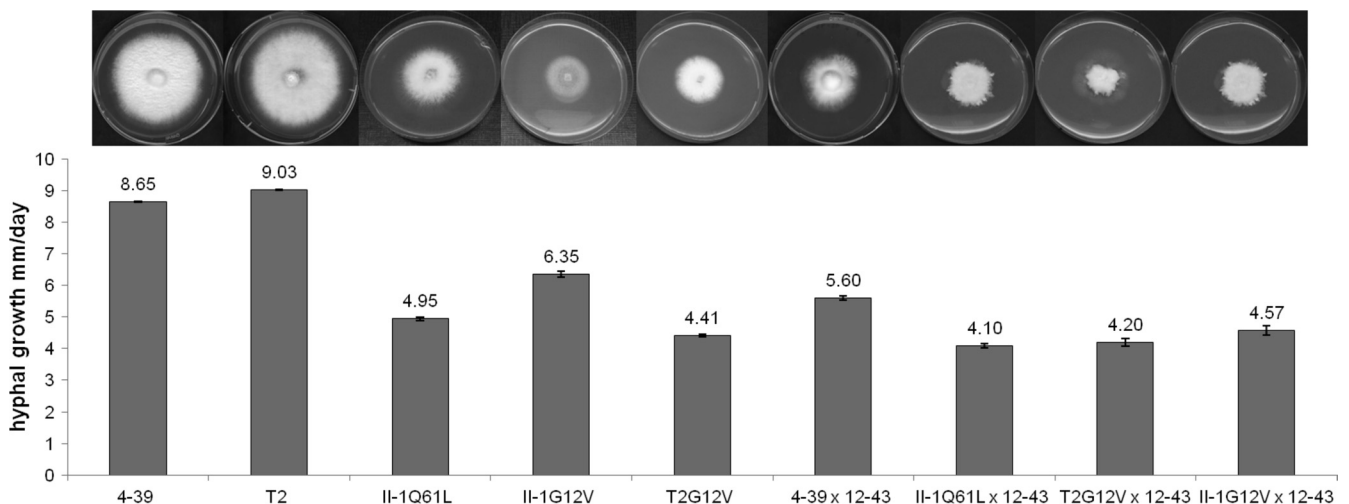 10
9
8
7
6
5
4
3
2
1
0
hyphal growth mm/day
8.65
9.03
4.95
6.35
4.41
5.60
4.10
4.20
4.57
4-39
T2
II-1Q61L
II-1G12V
T2G12V
4-39 x 12-43
II-1Q61L x 12-43
T2G12V x 12-43
II-1G12V x 12-43